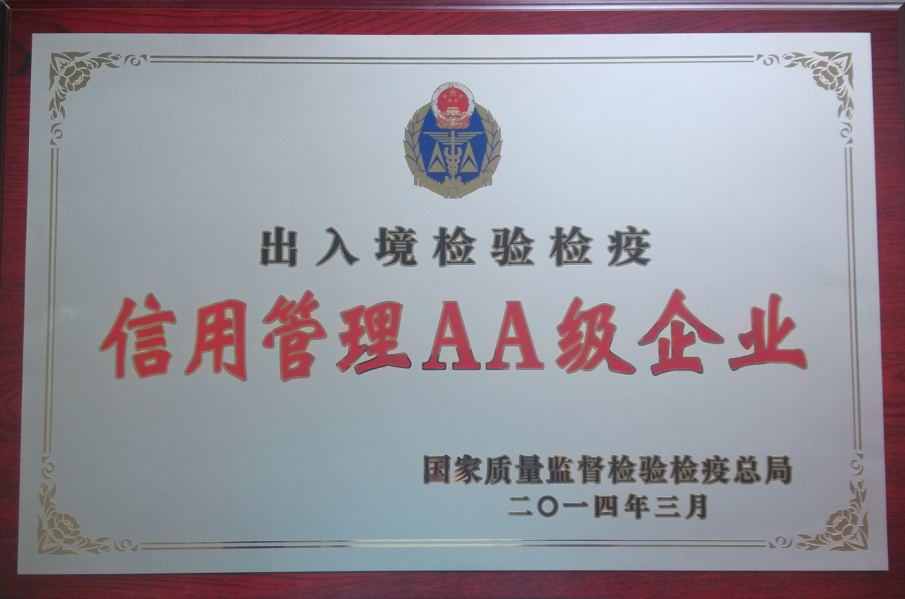 出入境检验检疫
信用管理AA级企业
国家质量监督检验检疫总局
二〇一四年三月